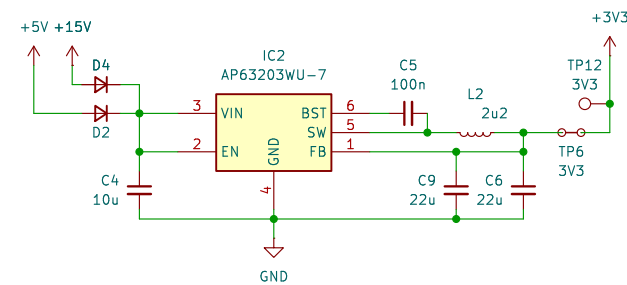 +3V3
+5V +15V
IC2
AP63203WU-7
D4
C5
100n
TP12
3V3
L2
2u2
3
VIN
BST
6
D2
SW
5
2
EN
GND
FB
1
TP6
3V3
4
C4
10u
C9
22u
C6
22u
GND